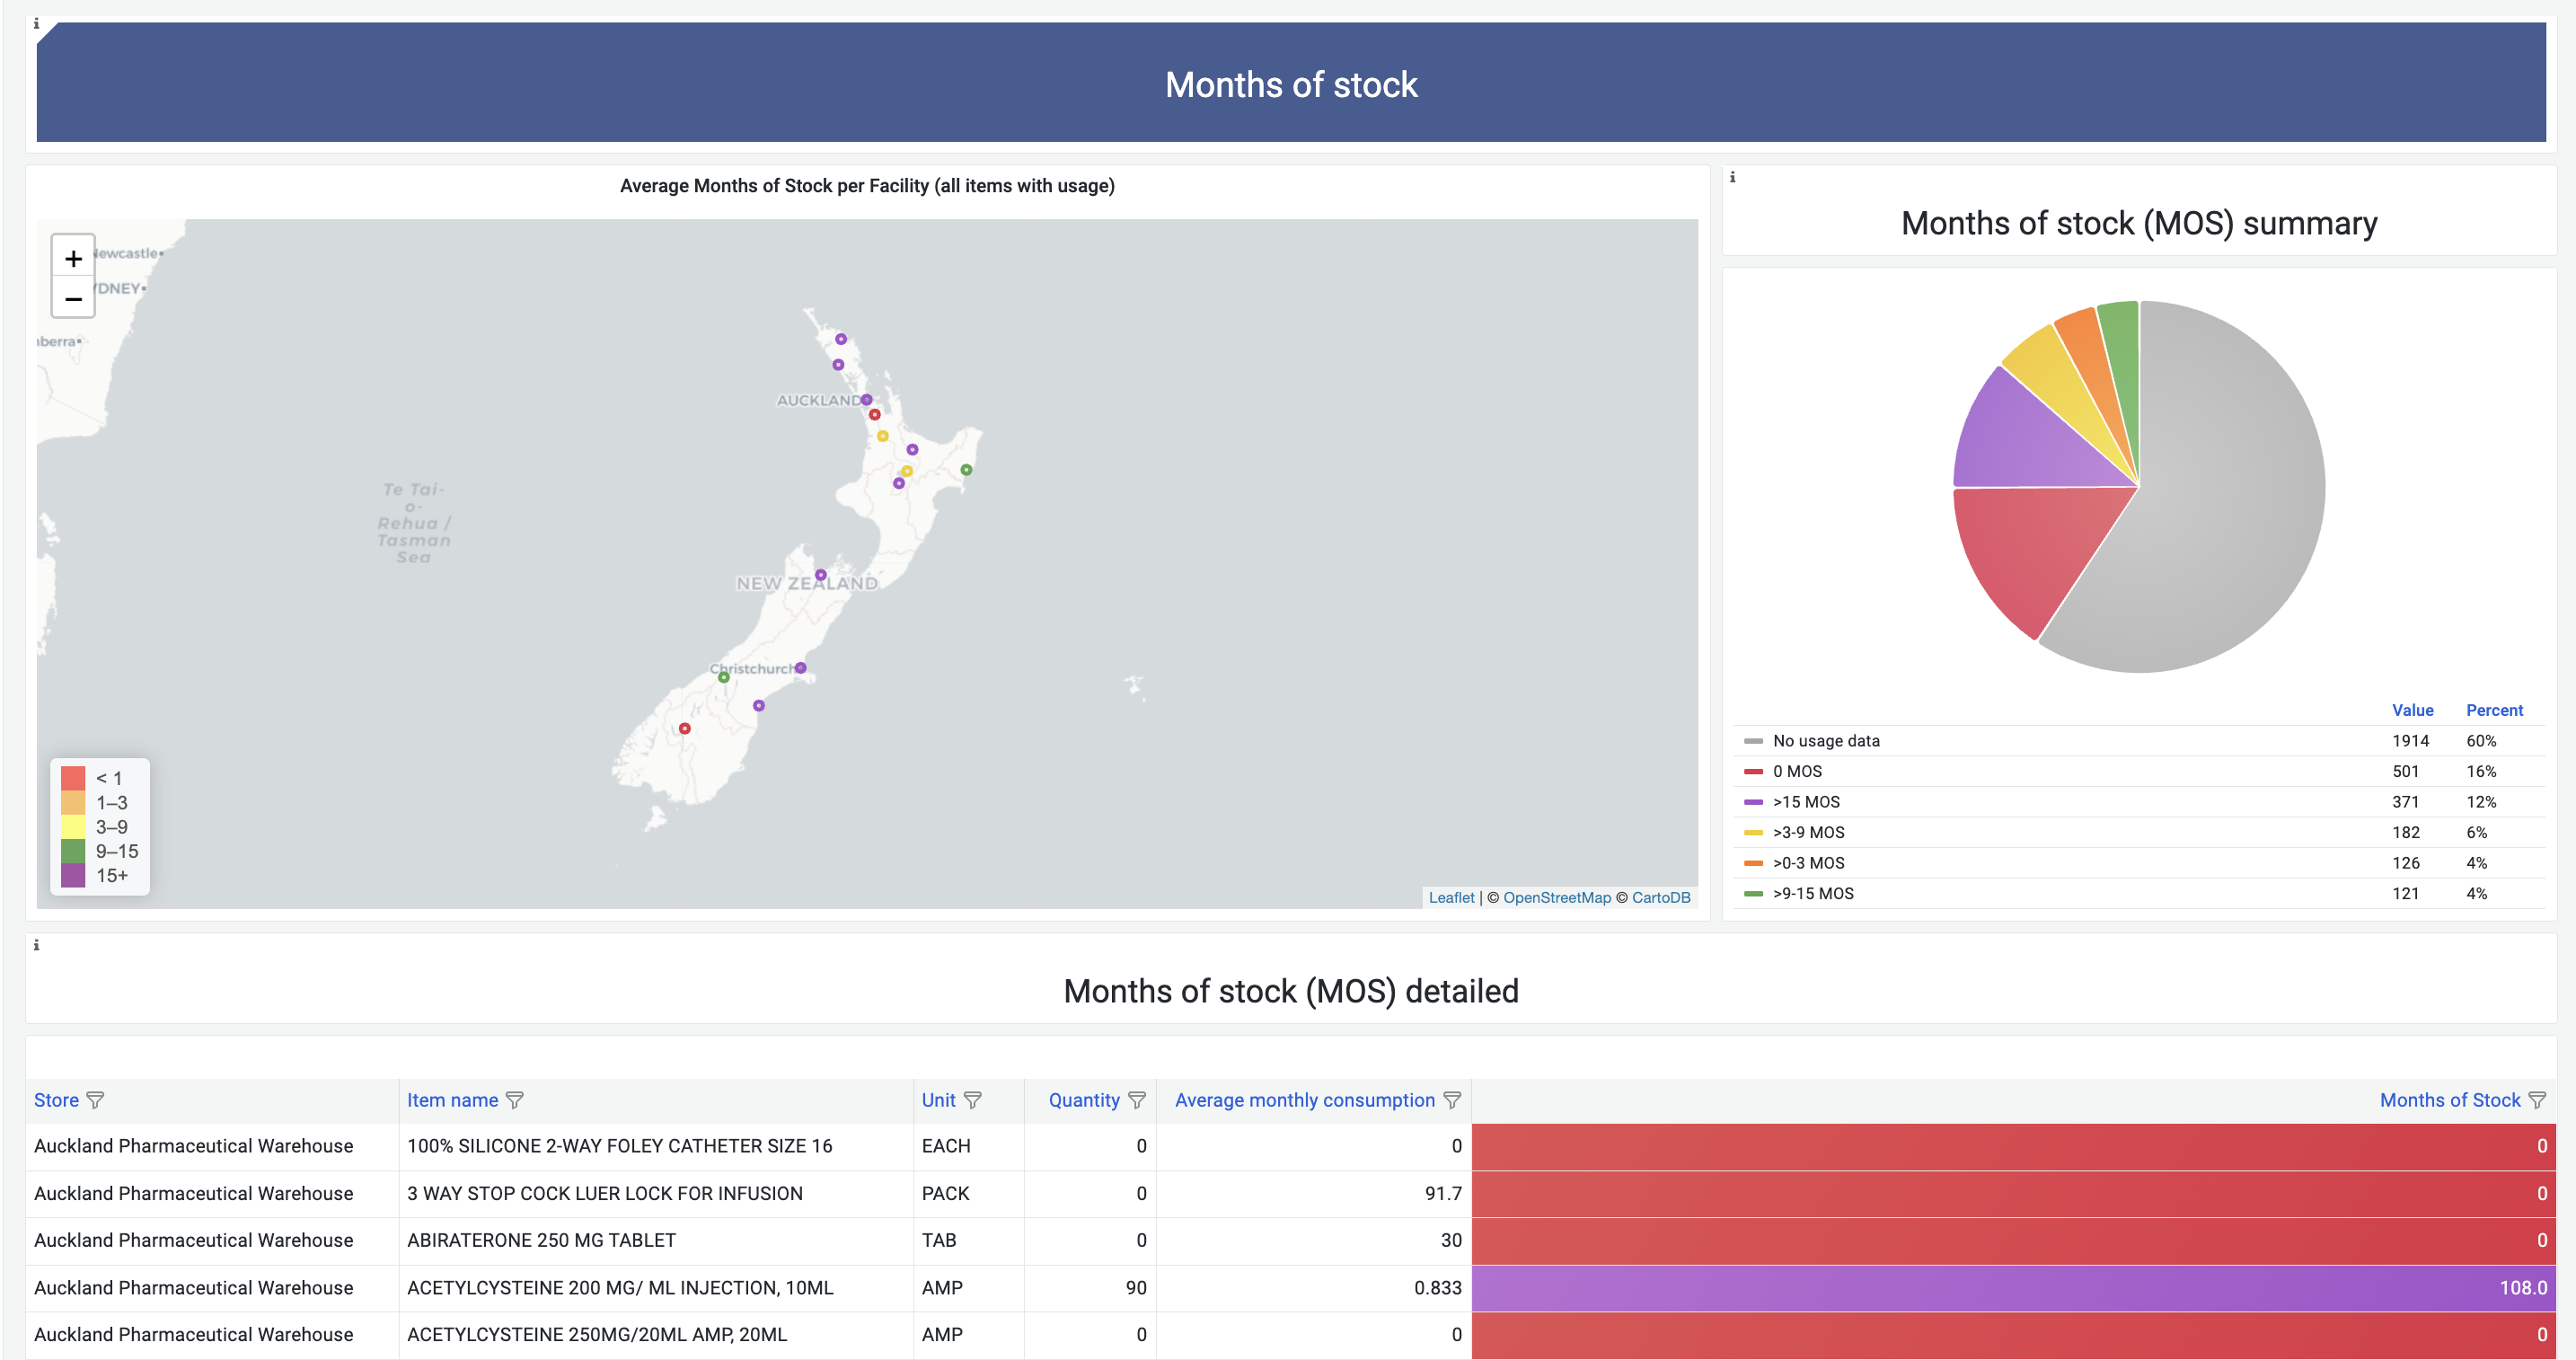 Months of stock
Average Months of Stock per Facility (all items with usage)
+
−
Newcastle
YDNEY
nberra
AUCKLAND
Te Tai-
o-
Rehua /
Tasman
Sea
NEW ZEALAND
Christchurch
< 1
1–3
3–9
9–15
15+
Leaflet | © OpenStreetMap © CartoDB
Months of stock (MOS) summary
Value Percent
No usage data 1914 60%
0 MOS 501 16%
>15 MOS 371 12%
>3-9 MOS 182 6%
>0-3 MOS 126 4%
>9-15 MOS 121 4%
Months of stock (MOS) detailed
Store Item name Unit Quantity Average monthly consumption Months of Stock
Auckland Pharmaceutical Warehouse 100% SILICONE 2-WAY FOLEY CATHETER SIZE 16 EACH 0 0 0
Auckland Pharmaceutical Warehouse 3 WAY STOP COCK LUER LOCK FOR INFUSION PACK 0 91.7 0
Auckland Pharmaceutical Warehouse ABIRATERONE 250 MG TABLET TAB 0 30 0
Auckland Pharmaceutical Warehouse ACETYLCYSTEINE 200 MG/ ML INJECTION, 10ML AMP 90 0.833 108.0
Auckland Pharmaceutical Warehouse ACETYLCYSTEINE 250MG/20ML AMP, 20ML AMP 0 0 0